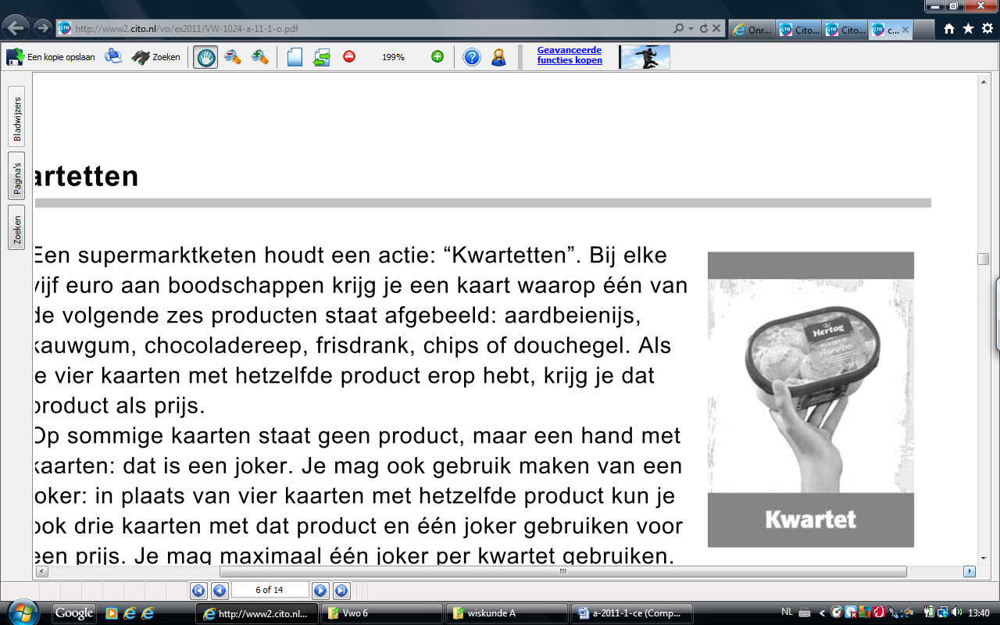 http://www2.cito.nl/vo/ex2011/VW-1024-a-11-1-o.pdf
Onr...
Cito...
Cito...
c...
Een kopie opslaan
Zoeken
199%
Geavanceerde
functies kopen
Bladwijzers
Pagina's
Zoeken
artetten
Een supermarktketen houdt een actie: “Kwartetten”. Bij elke
vijf euro aan boodschappen krijg je een kaart waarop één van
de volgende zes producten staat afgebeeld: aardbeienijs,
kauwgum, chocoladereep, frisdrank, chips of douchegel. Als
je vier kaarten met hetzelfde product erop hebt, krijg je dat
product als prijs.
Op sommige kaarten staat geen product, maar een hand met
kaarten: dat is een joker. Je mag ook gebruik maken van een
joker: in plaats van vier kaarten met hetzelfde product kun je
ook drie kaarten met dat product en één joker gebruiken voor
een prijs. Je mag maximaal één joker per kwartet gebruiken.
Hertog
Kwartet
6 of 14
Google
http://www2.cito.nl...
Vwo 6
wiskunde A
a-2011-1-ce (Comp...
NL
13:40